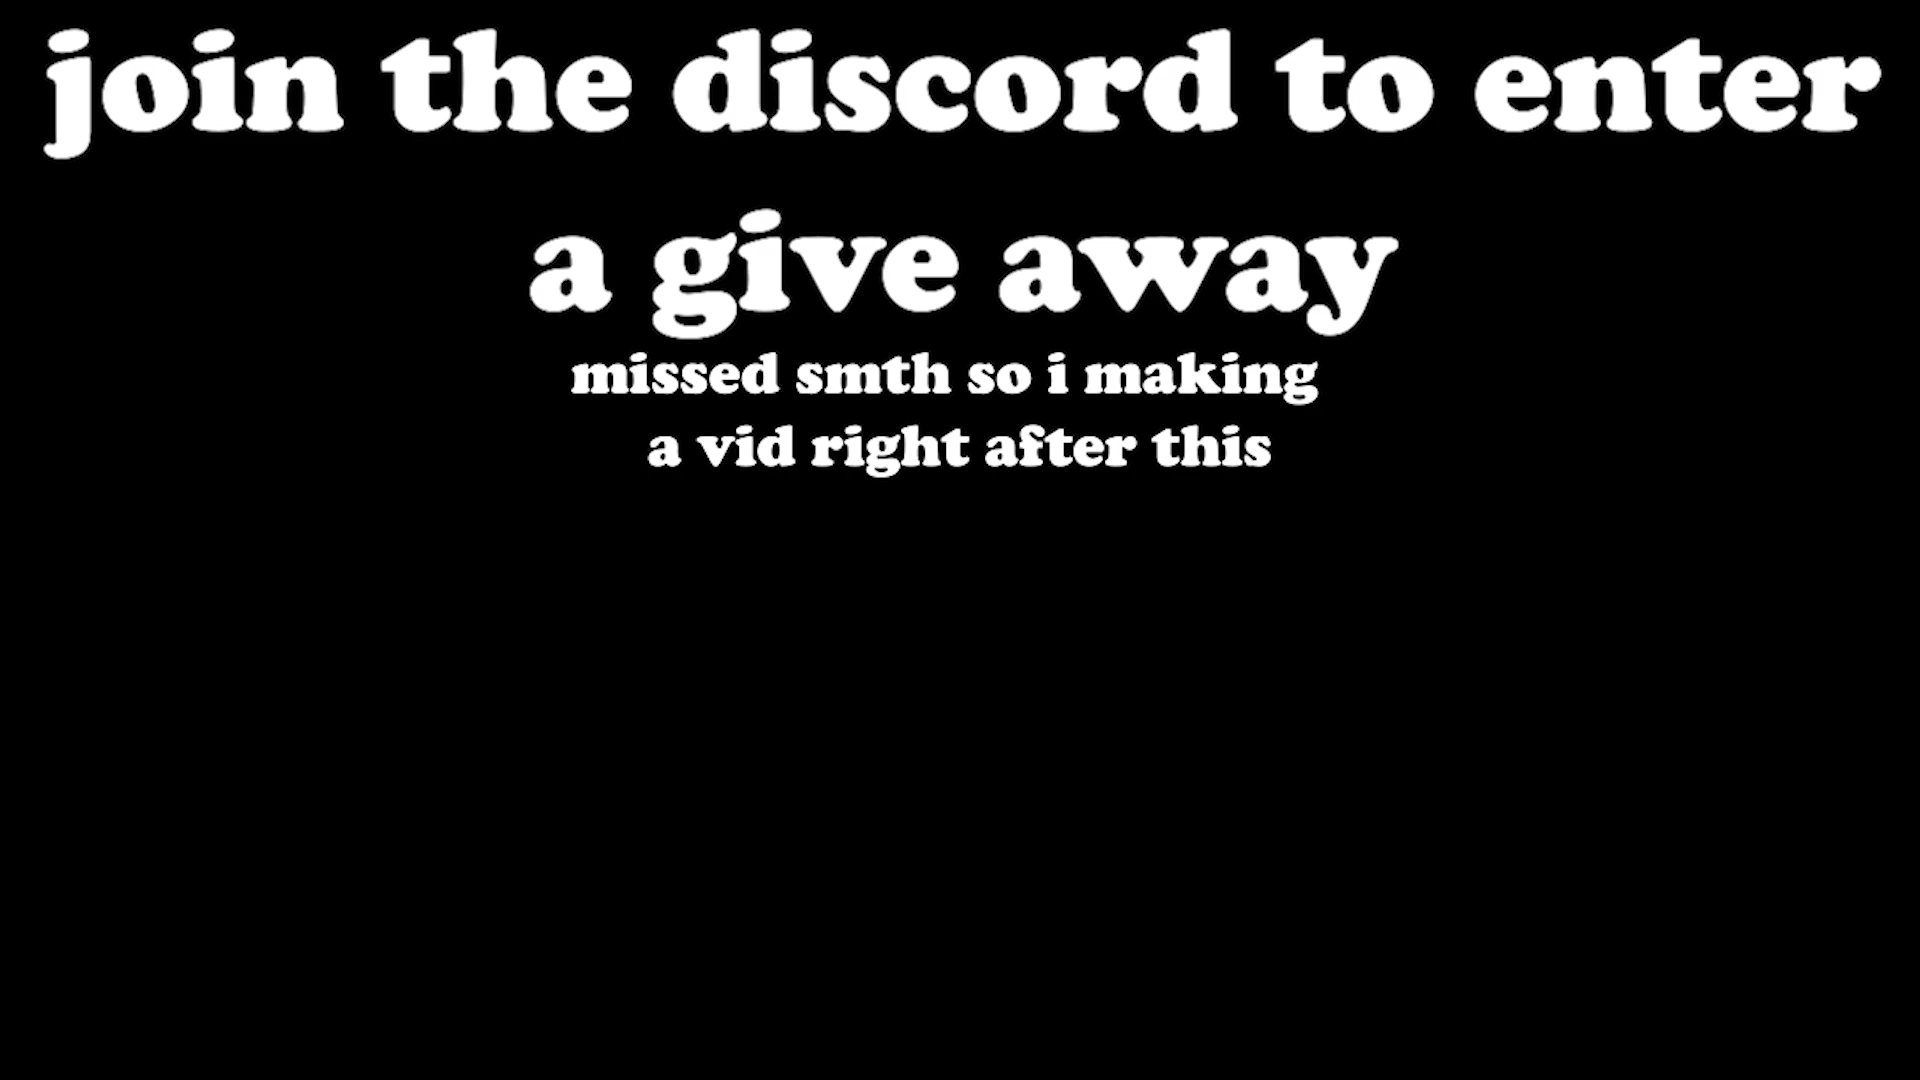 join the discord to enter
a give away
missed smth so i making
a vid right after this